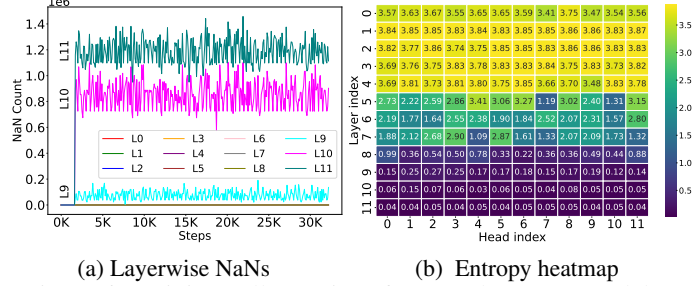 1e6
1.4
1.2
1.0
0.8
0.6
0.4
0.2
0.0
NaN Count
L11
L10
L9
L0 L3 L6 L9
L1 L4 L7 L10
L2 L5 L8 L11
0K 5K 10K 15K 20K 25K 30K
Steps
Layer index
0 3.57 3.63 3.67 3.55 3.65 3.65 3.79 3.41 3.75 3.47 3.54 3.56
1 3.84 3.85 3.85 3.84 3.83 3.84 3.85 3.83 3.84 3.86 3.83 3.87
2 3.82 3.77 3.86 3.74 3.75 3.85 3.83 3.86 3.83 3.83 3.86 3.83
3 3.69 3.76 3.75 3.83 3.83 3.78 3.83 3.84 3.75 3.83 3.73 3.82
4 3.69 3.81 3.73 3.81 3.80 3.75 3.85 3.66 3.70 3.48 3.83 3.78
5 2.73 2.22 2.59 2.86 3.41 3.06 3.27 1.19 3.02 2.40 1.31 3.15
6 2.19 1.77 1.66 2.55 2.38 1.90 1.84 2.52 2.07 2.31 1.57 2.80
7 1.88 2.12 2.68 2.90 1.09 2.87 1.61 1.33 2.07 2.09 1.73 1.32
8 0.99 0.36 0.54 0.50 0.78 0.33 0.22 0.36 0.36 0.49 0.44 0.88
9 0.15 0.25 0.27 0.25 0.17 0.17 0.18 0.15 0.17 0.19 0.12 0.14
10 0.06 0.15 0.07 0.06 0.03 0.06 0.05 0.04 0.08 0.05 0.05 0.05
11 0.04 0.05 0.04 0.04 0.05 0.04 0.05 0.05 0.04 0.04 0.05 0.04
0 1 2 3 4 5 6 7 8 9 10 11
Head index
3.5
3.0
2.5
2.0
1.5
1.0
0.5
(a) Layerwise NaNs
(b) Entropy heatmap